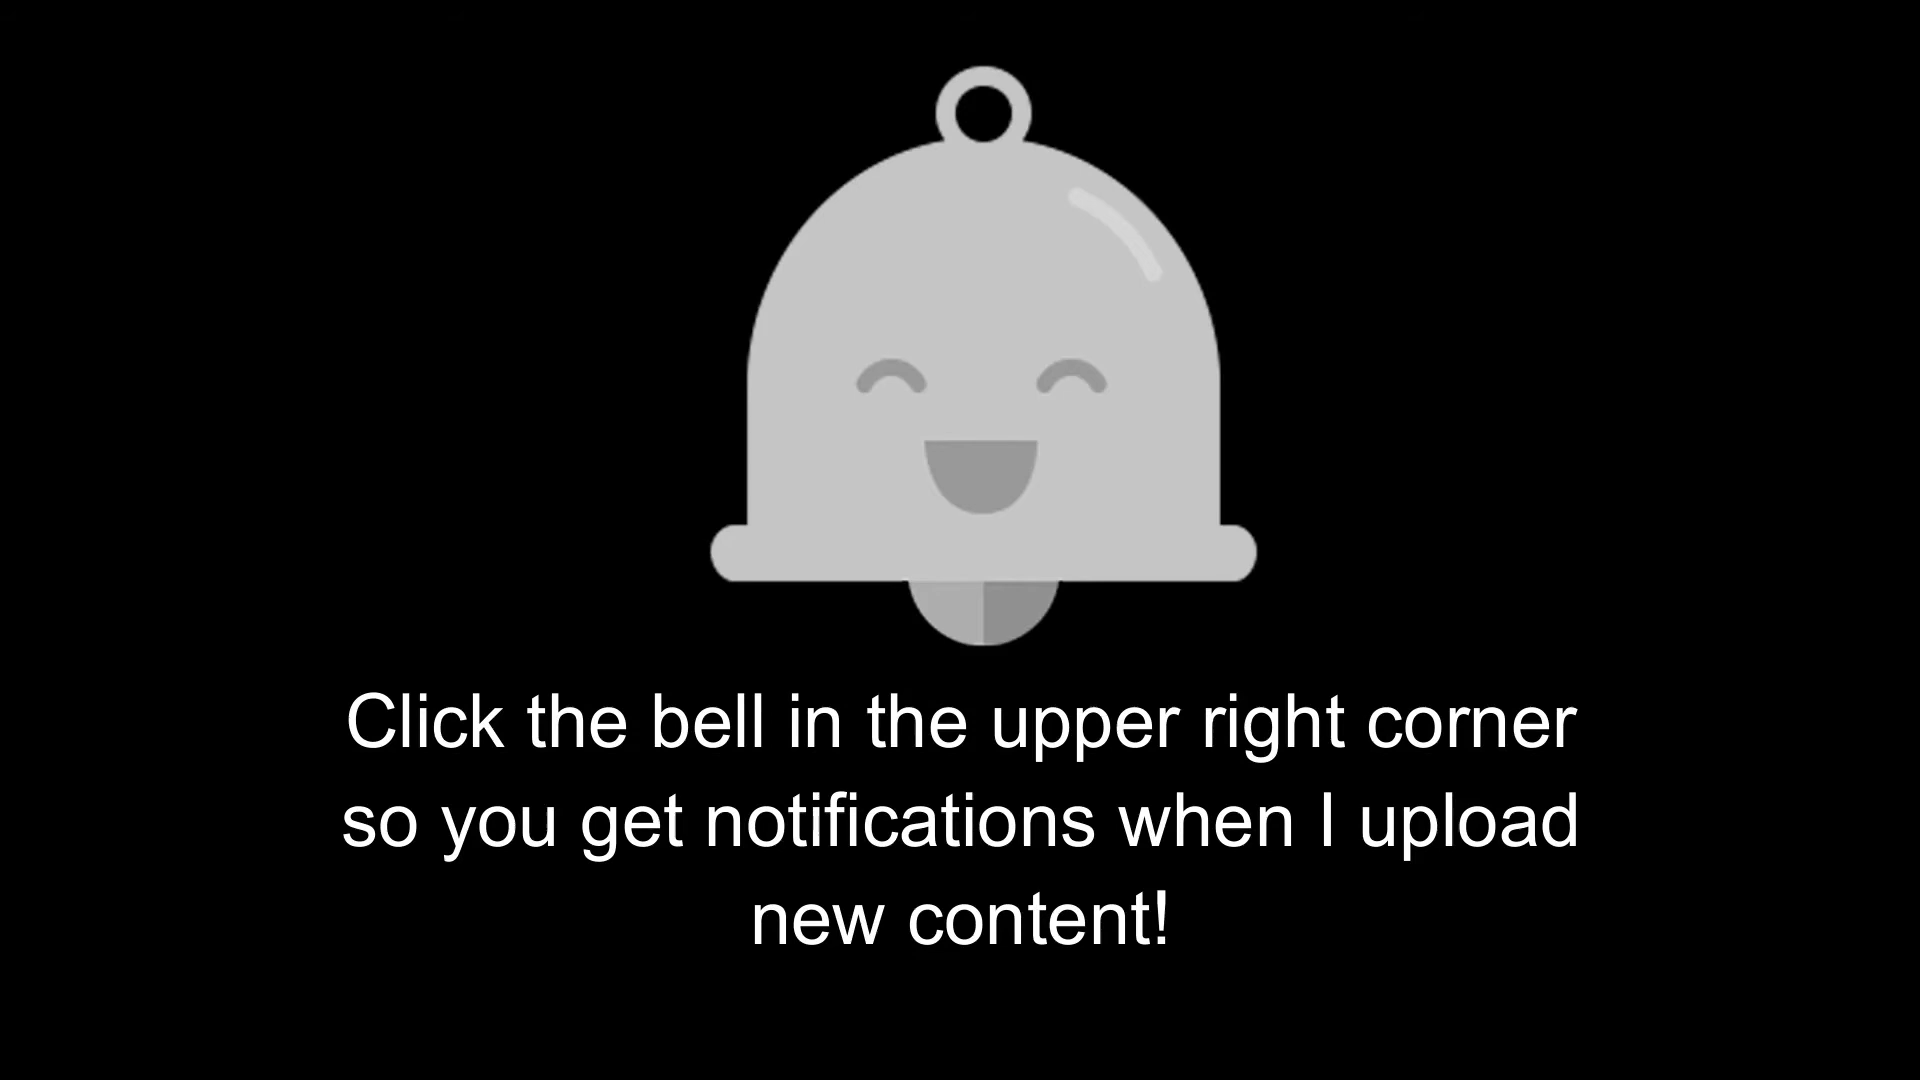 Click the bell in the upper right corner
so you get notifications when I upload
new content!